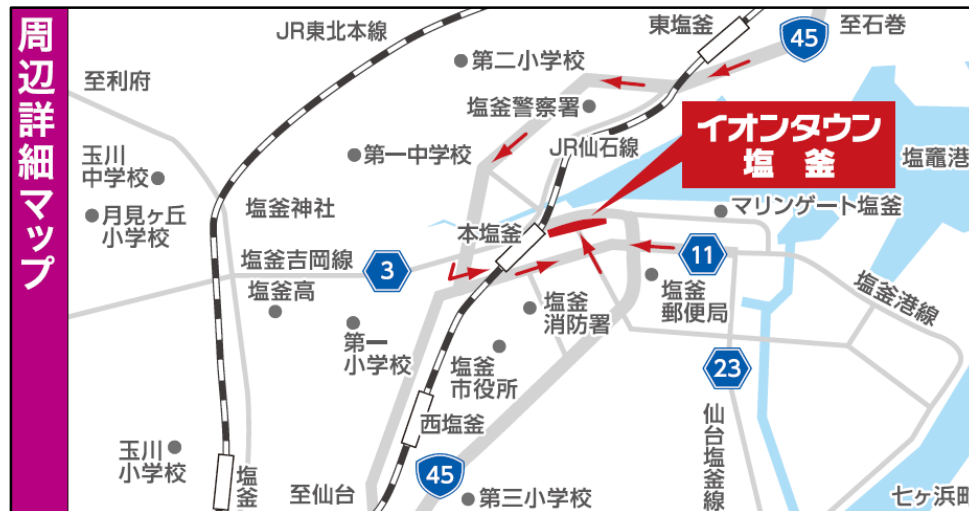 周辺詳細マップ
JR東北本線
東塩釜
45
至石巻
第二小学校
至利府
塩釜警察署
イオンタウン
塩釜
JR仙石線
第一中学校
塩竈港
玉川
中学校
月見ヶ丘
小学校
塩釜神社
マリンゲート塩釜
本塩釜
塩釜吉岡線
3
11
塩釜高
塩釜
消防署
塩釜
郵便局
塩釜港線
第一
小学校
塩釜
市役所
23
仙台塩釜線
西塩釜
玉川
小学校
塩釜
45
至仙台
第三小学校
七ヶ浜町